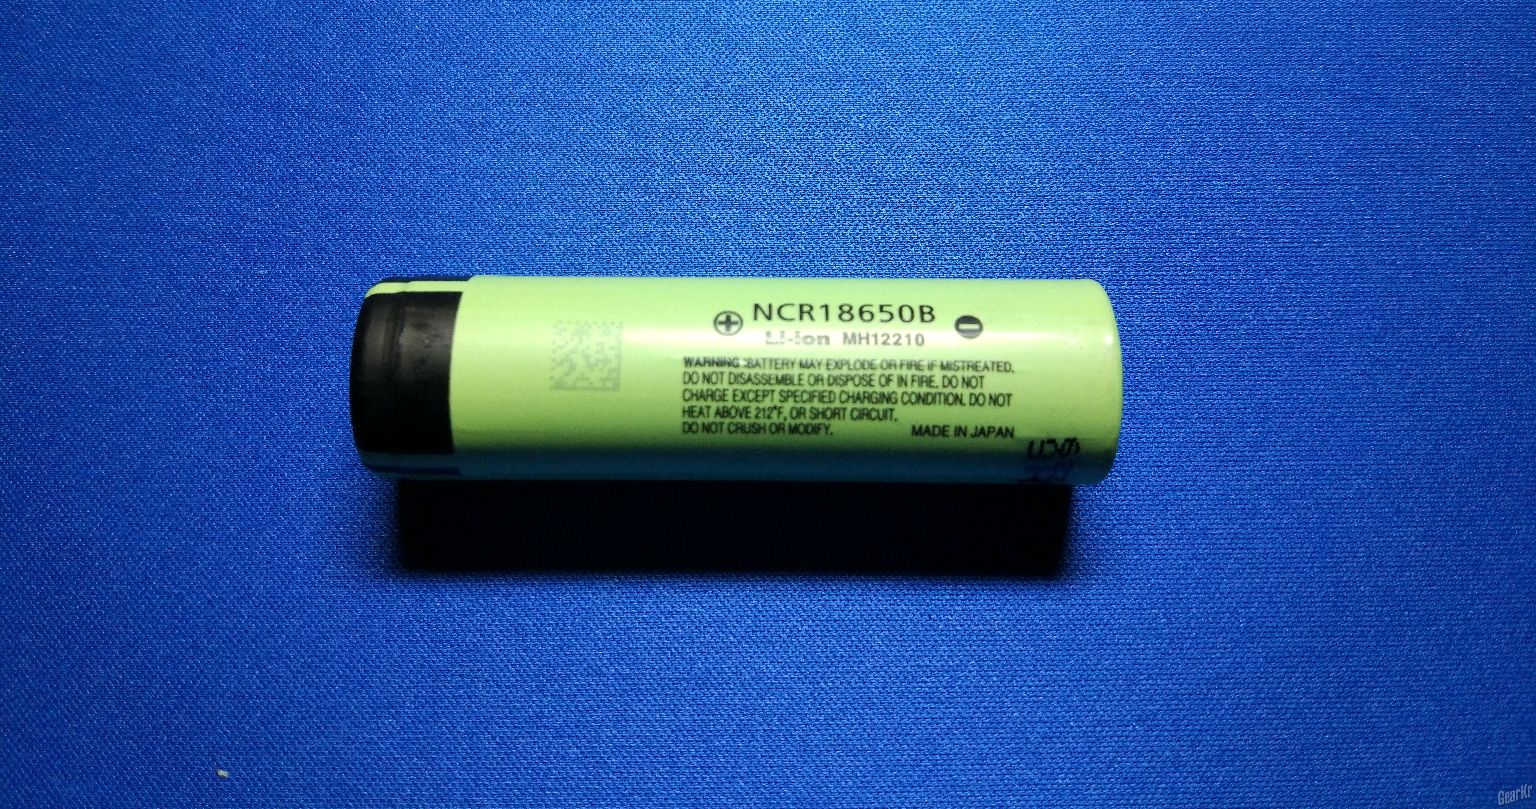 NCR18650B
Li-ion MH12210
WARNING:BATTERY MAY EXPLODE OR FIRE IF MISTREATED.
DO NOT DISASSEMBLE OR DISPOSE OF IN FIRE. DO NOT
CHARGE EXCEPT SPECIFIED CHARGING CONDITION. DO NOT
HEAT ABOVE 212°F, OR SHORT CIRCUIT.
DO NOT CRUSH OR MODIFY. MADE IN JAPAN